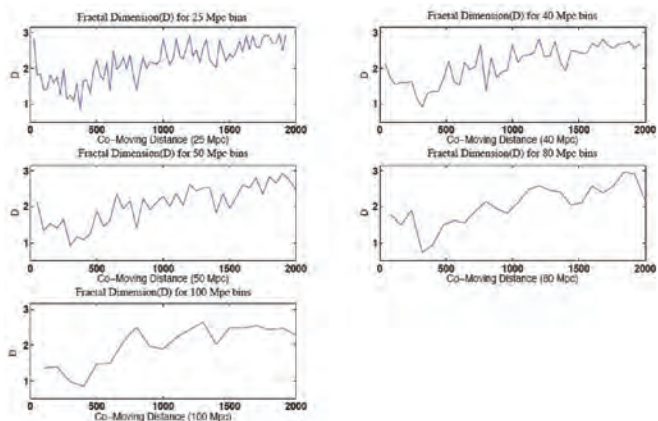 Fractal Dimension(D) for 25 Mpc bins
3
2
1
D
0
500
1000
1500
2000
Co-Moving Distance (25 Mpc)
Fractal Dimension(D) for 40 Mpc bins
3
2
1
D
0
500
1000
1500
2000
Co-Moving Distance (40 Mpc)
Fractal Dimension(D) for 50 Mpc bins
3
2
1
D
0
500
1000
1500
2000
Co-Moving Distance (50 Mpc)
Fractal Dimension(D) for 80 Mpc bins
3
2
1
D
0
500
1000
1500
2000
Co-Moving Distance (80 Mpc)
Fractal Dimension(D) for 100 Mpc bins
3
2
1
D
0
500
1000
1500
2000
Co-Moving Distance (100 Mpc)